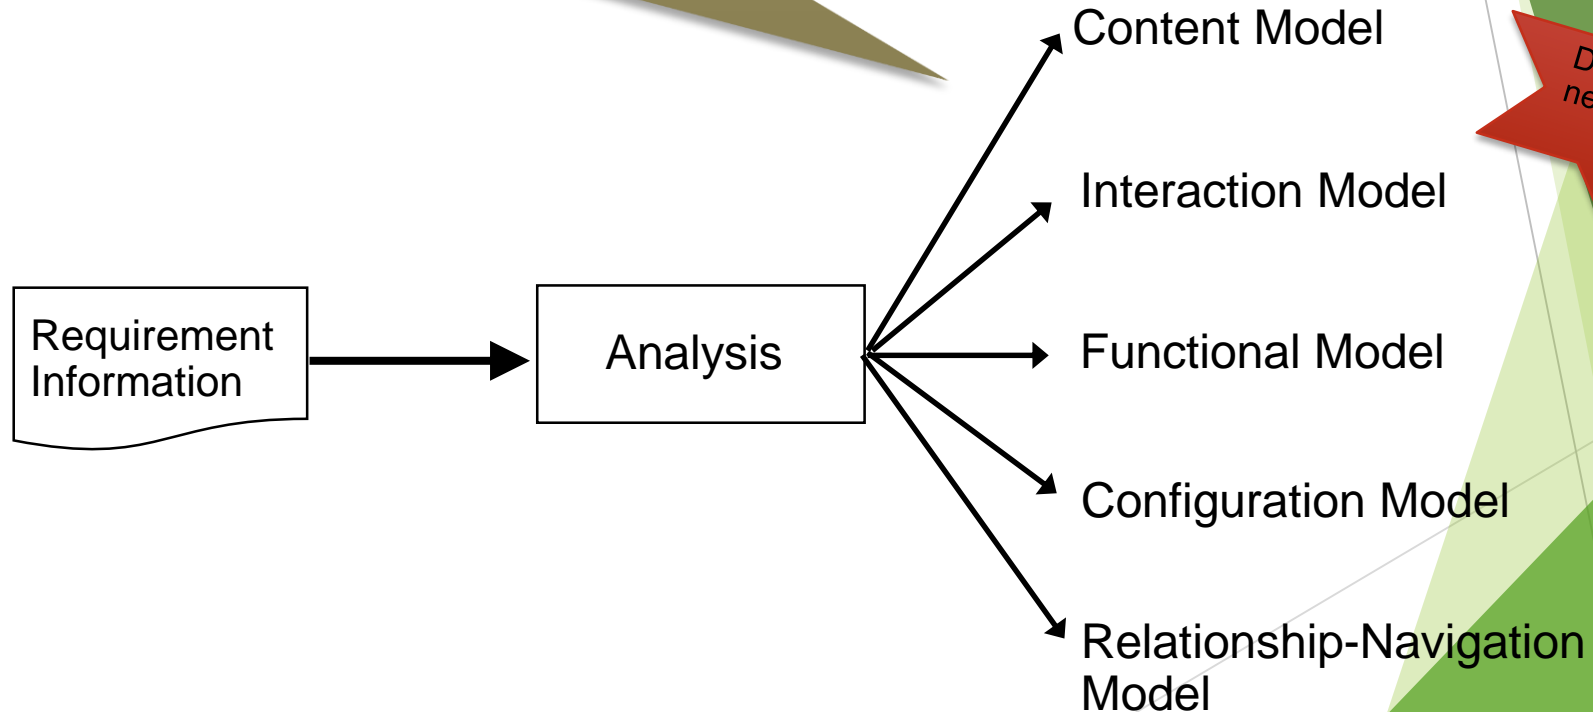 Content Model
Interaction Model
Requirement
Information
Analysis
Functional Model
Configuration Model
Relationship-Navigation
Model